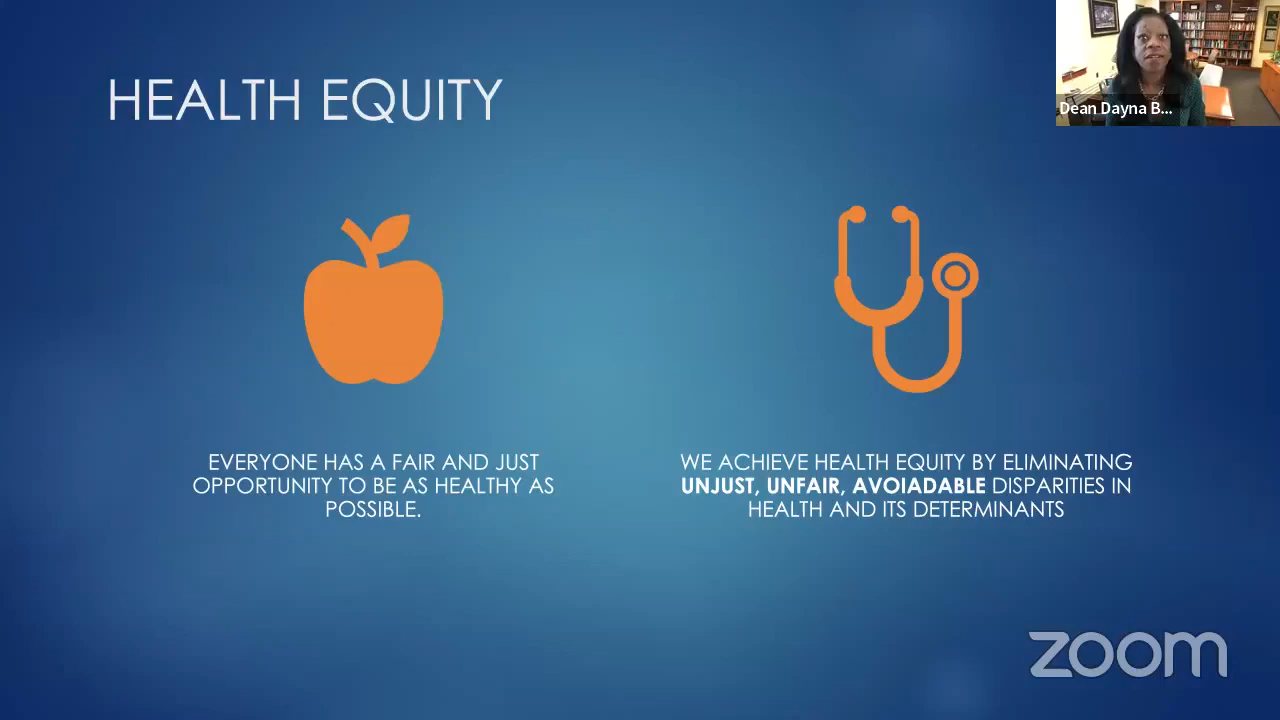 HEALTH EQUITY
Dean Dayna B...
EVERYONE HAS A FAIR AND JUST
OPPORTUNITY TO BE AS HEALTHY AS
POSSIBLE.
WE ACHIEVE HEALTH EQUITY BY ELIMINATING
UNJUST, UNFAIR, AVOIADABLE DISPARITIES IN
HEALTH AND ITS DETERMINANTS
zoom